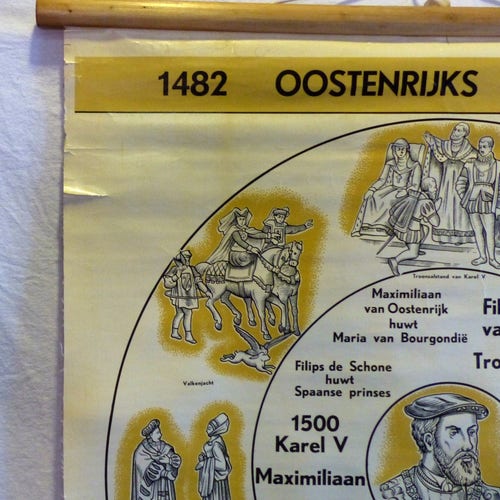 1482 OOSTENRIJKS
Troonsafstand van Karel V
Maximiliaan
van Oostenrijk
huwt
Maria van Bourgondië
Fil
va
Tro
Filips de Schone
huwt
Spaanse prinses
Valkenjacht
1500
Karel V
Maximiliaan